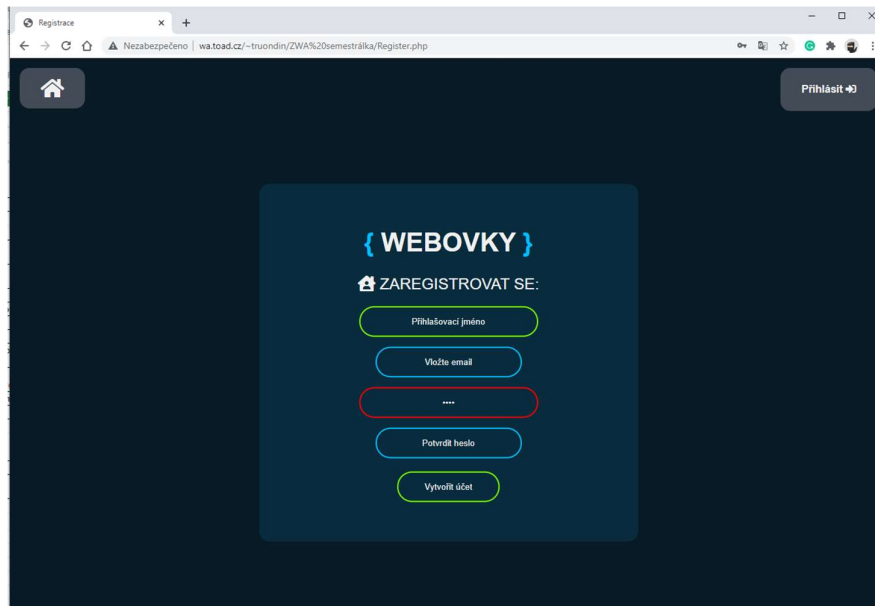 Registrace
Nezabezpečeno | wa.toad.cz/~truondin/ZWA%20semestrálka/Register.php
Přihlásit
{ WEBOVKY }
ZAREGISTROVAT SE:
Přihlašovací jméno
Vložte email
••••
Potvrdit heslo
Vytvořit účet